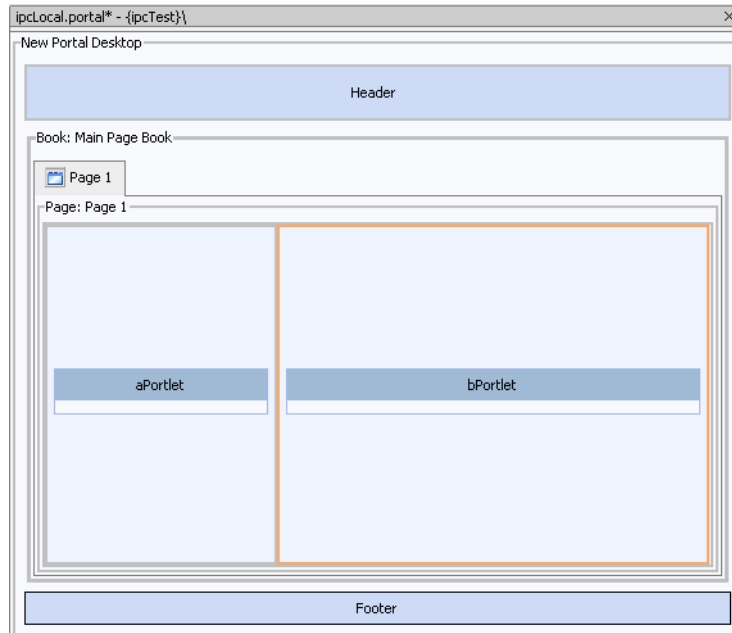 ipcLocal.portal* - {ipcTest}\
New Portal Desktop
Header
Book: Main Page Book
Page 1
Page: Page 1
aPortlet
bPortlet
Footer